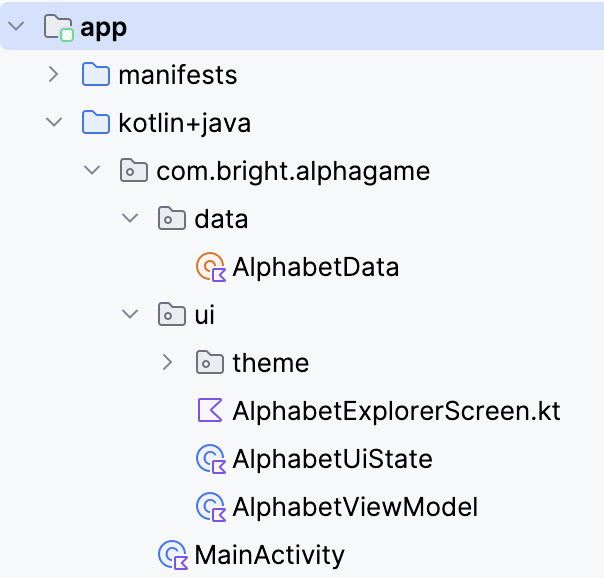 app
manifests
kotlin+java
com.bright.alphagame
data
AlphabetData
ui
theme
AlphabetExplorerScreen.kt
AlphabetUiState
AlphabetViewModel
MainActivity